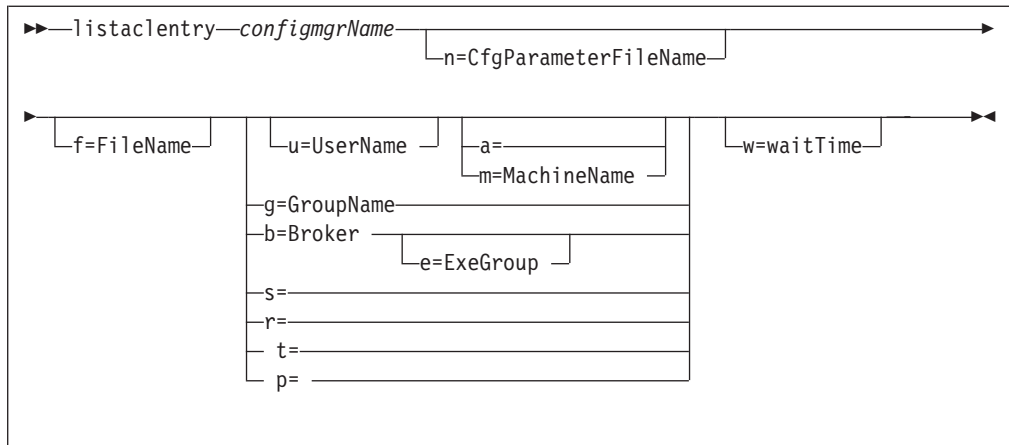 listaclentry configmgrName
n=CfgParameterFileName
f=FileName
u=UserName
a=
m=MachineName
w=waitTime
g=GroupName
b=Broker
e=ExeGroup
s=
r=
t=
p=